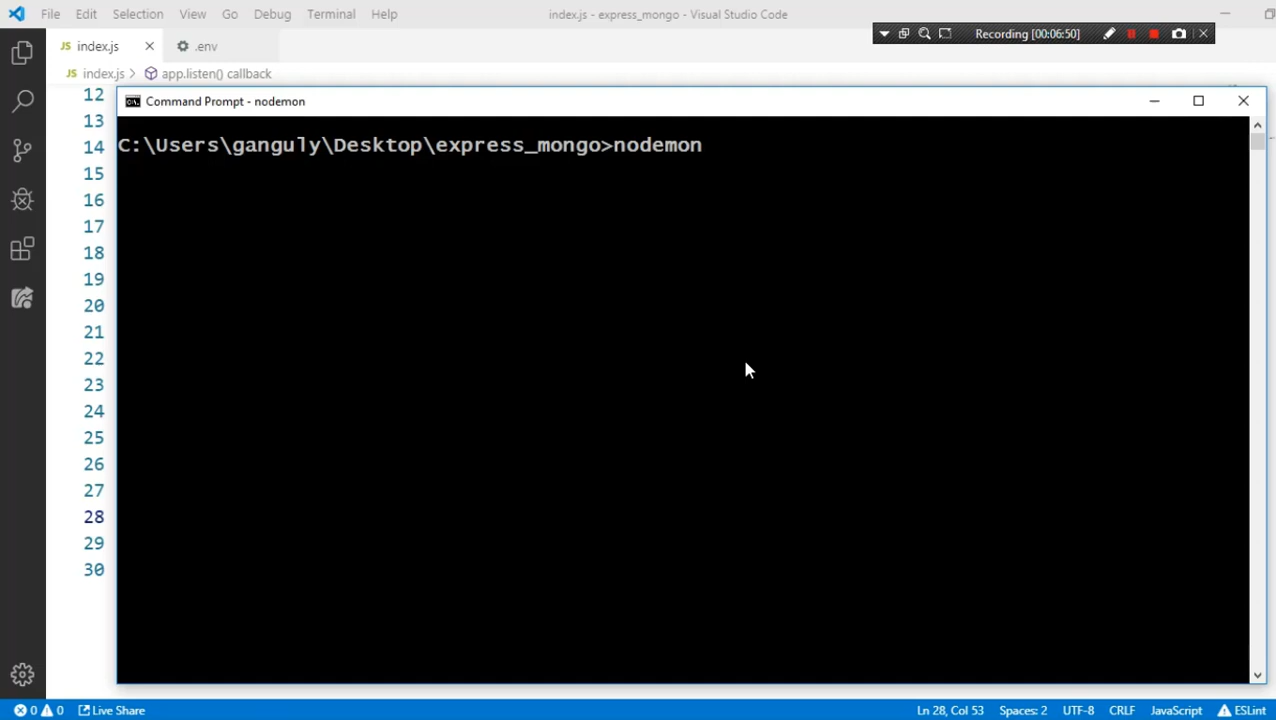 File Edit Selection View Go Debug Terminal Help
index.js - express_mongo - Visual Studio Code
JS index.js
.env
Recording [00:06:50]
JS index.js > app.listen() callback
12
13
14
15
16
17
18
19
20
21
22
23
24
25
26
27
28
29
30
C:\ Command Prompt - nodemon
C:\Users\ganguly\Desktop\express_mongo>nodemon
0 0 Live Share
Ln 28, Col 53 Spaces: 2 UTF-8 CRLF JavaScript ESLint